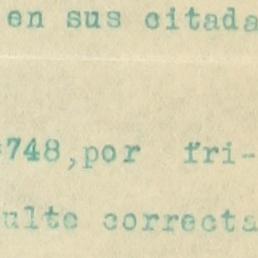 en sus citada
748,por fri-
ulte correcta